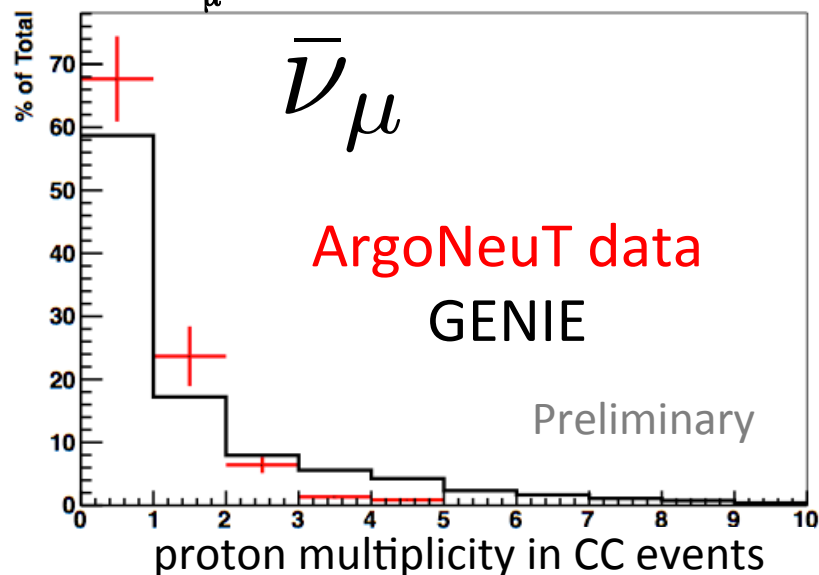 μ
% of Total
ν̄_μ
70
60
50
40
30
20
10
0
ArgoNeuT data
GENIE
Preliminary
0 1 2 3 4 5 6 7 8 9 10
proton multiplicity in CC events